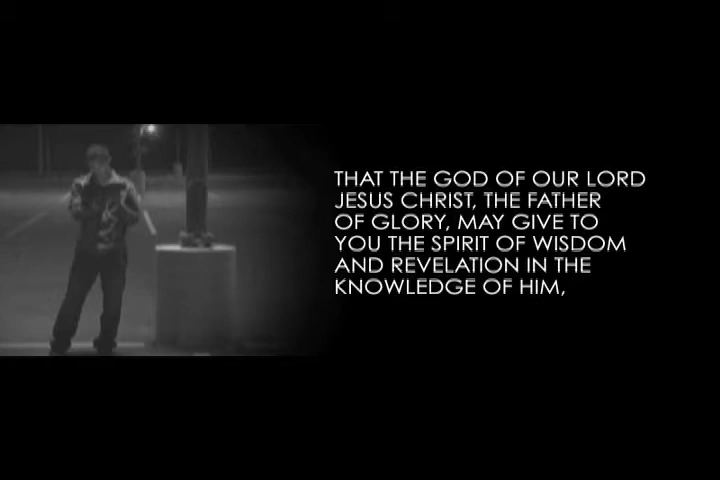 THAT THE GOD OF OUR LORD
JESUS CHRIST, THE FATHER
OF GLORY, MAY GIVE TO
YOU THE SPIRIT OF WISDOM
AND REVELATION IN THE
KNOWLEDGE OF HIM,